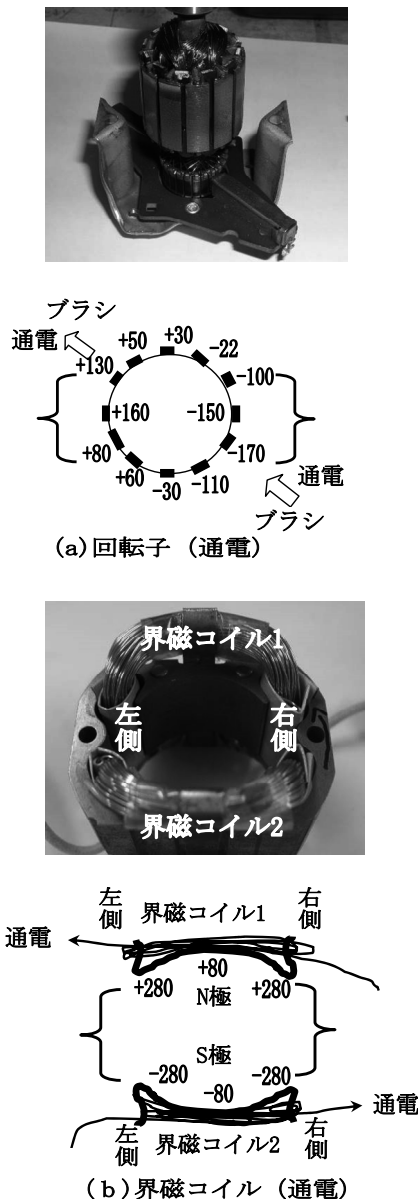 ブラシ
通電
+50
+30
-22
+130
-100
+160
-150
+80
-170
+60
-30
-110
通電
ブラシ
(a)回転子（通電）
界磁コイル1
左側
右側
界磁コイル2
左側
界磁コイル1
右側
通電
+80
+280
N極
+280
S極
-280
-280
-80
通電
左側
界磁コイル2
右側
(b)界磁コイル（通電）